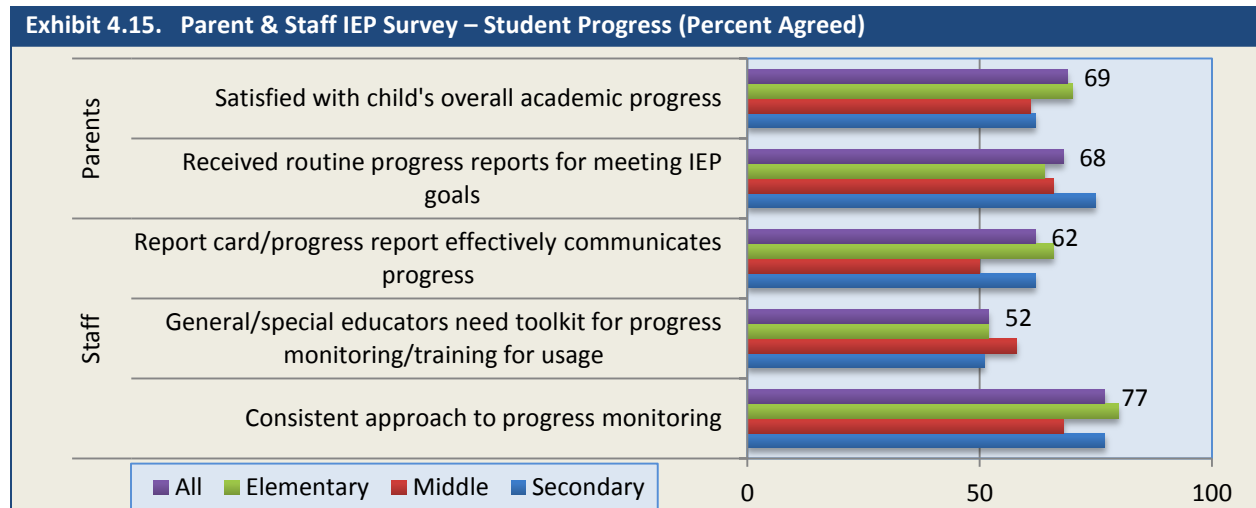 Exhibit 4.15. Parent & Staff IEP Survey – Student Progress (Percent Agreed)
Parents
Satisfied with child's overall academic progress
69
Received routine progress reports for meeting IEP
goals
68
Staff
Report card/progress report effectively communicates
progress
62
General/special educators need toolkit for progress
monitoring/training for usage
52
Consistent approach to progress monitoring
77
All Elementary Middle Secondary
0 50 100